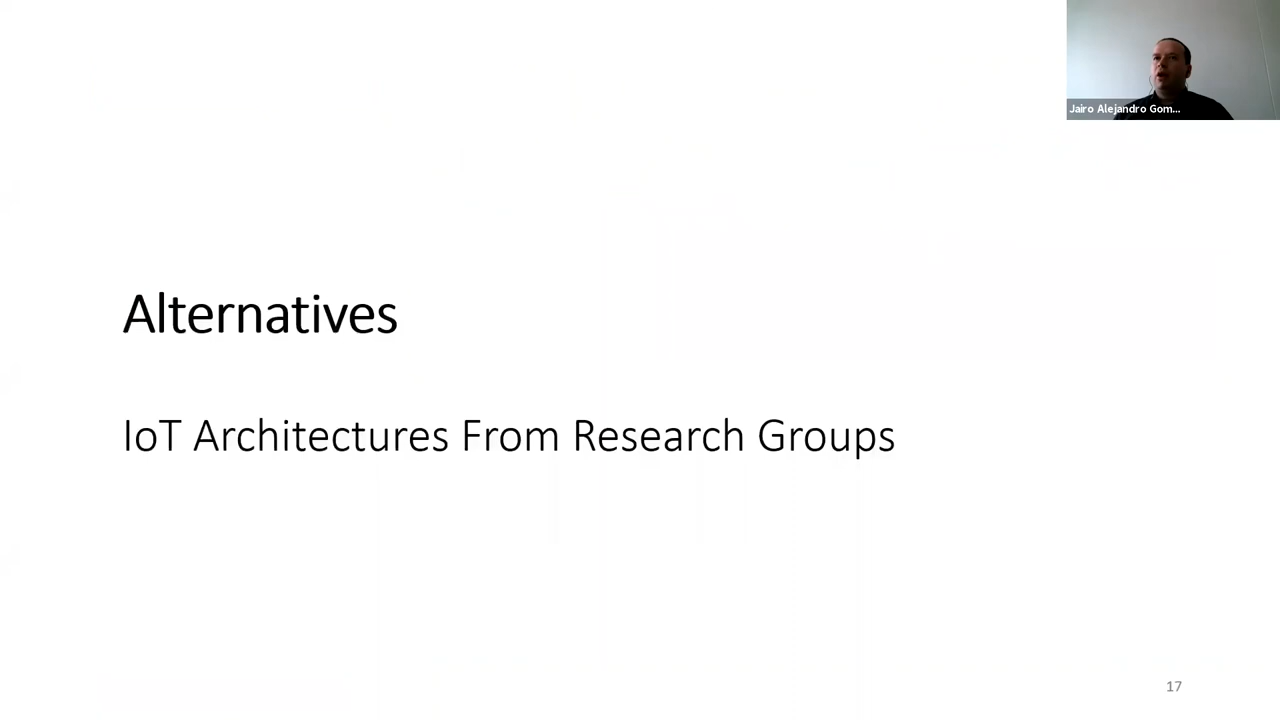 Jairo Alejandro Gom...
Alternatives
IoT Architectures From Research Groups
17